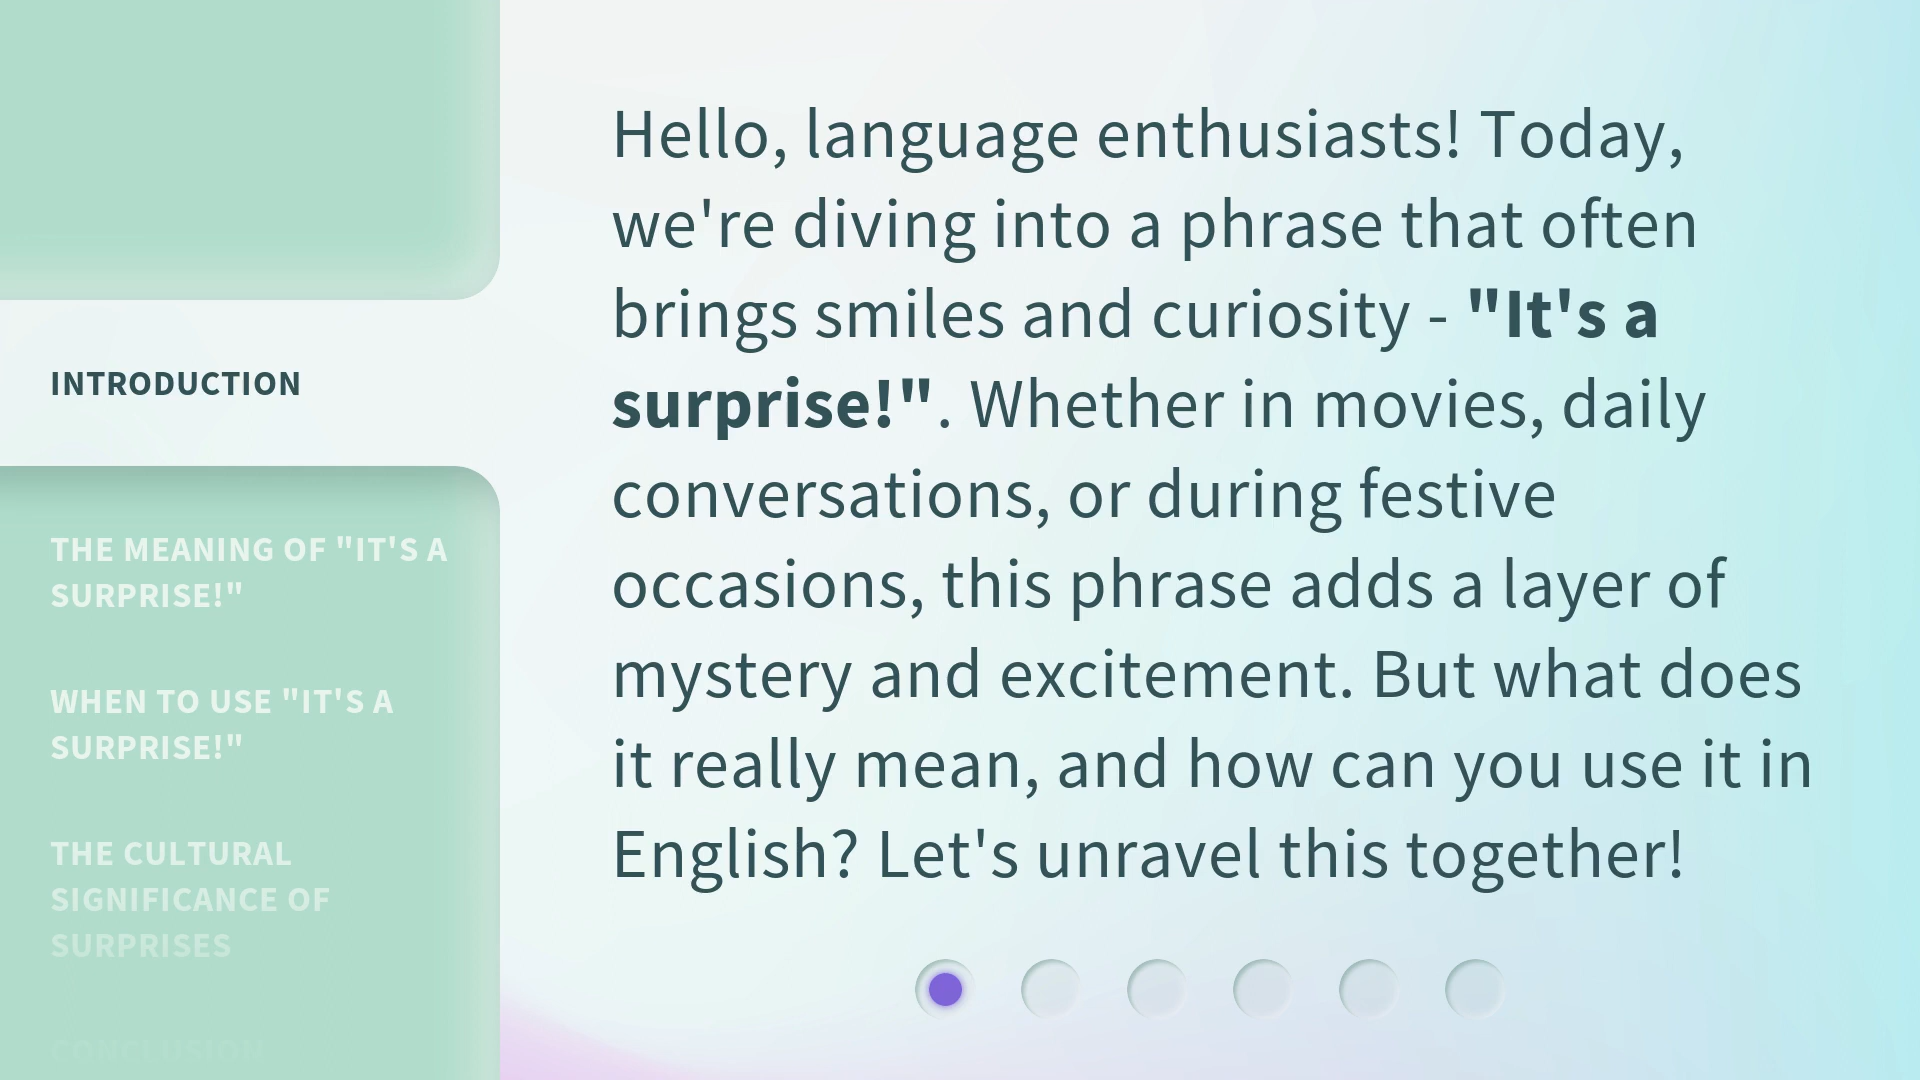 INTRODUCTION
THE MEANING OF "IT'S A
SURPRISE!"
WHEN TO USE "IT'S A
SURPRISE!"
THE CULTURAL
SIGNIFICANCE OF
SURPRISES
CONCLUSION
Hello, language enthusiasts! Today,
we're diving into a phrase that often
brings smiles and curiosity - "It's a
surprise!". Whether in movies, daily
conversations, or during festive
occasions, this phrase adds a layer of
mystery and excitement. But what does
it really mean, and how can you use it in
English? Let's unravel this together!